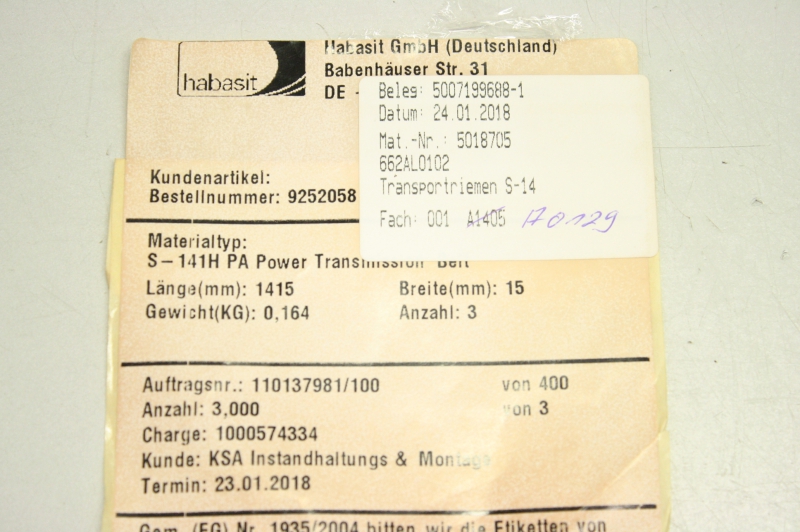 habasit
Habasit GmbH (Deutschland)
Babenhäuser Str. 31
DE -
Beleg: 5007199688-1
Datum: 24.01.2018
Mat.-Nr.: 5018705
662AL0102
Transportriemen S-14
Fach: 001 A1405 A0129
Kundenartikel:
Bestellnummer: 9252058
Materialtyp:
S-141H PA Power Transmission Belt
Länge(mm): 1415 Breite(mm): 15
Gewicht(KG): 0,164 Anzahl: 3
Auftragsnr.: 110137981/100 von 400
Anzahl: 3,000 von 3
Charge: 1000574334
Kunde: KSA Instandhaltungs & Montage
Termin: 23.01.2018
Gem. (EG) Nr. 1935/2004 bitten wir die Etiketten von